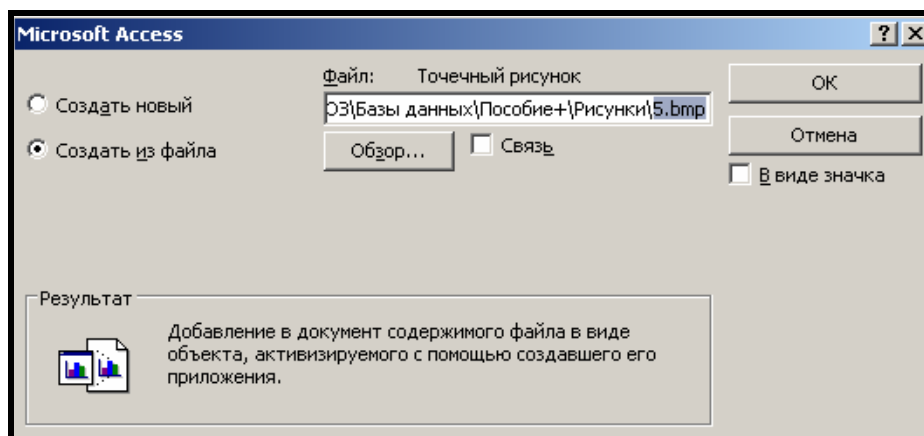 Microsoft Access
Файл: Точечный рисунок
Создать новый
ОЗ\Базы данных\Пособие+\Рисунки\5.bmp
ОК
Создать из файла
Обзор...
Связь
Отмена
В виде значка
Результат
Добавление в документ содержимого файла в виде
объекта, активизируемого с помощью создавшего его
приложения.